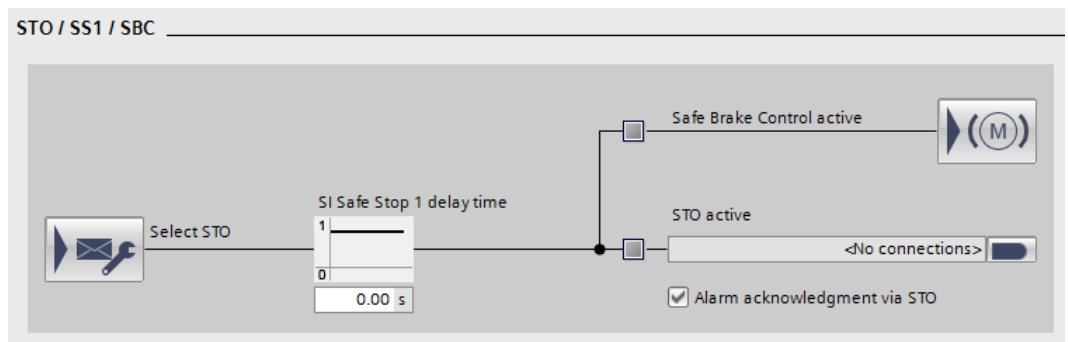 STO / SS1 / SBC
Safe Brake Control active
M
SI Safe Stop 1 delay time
Select STO
1
0
0.00 s
STO active
<No connections>
Alarm acknowledgment via STO